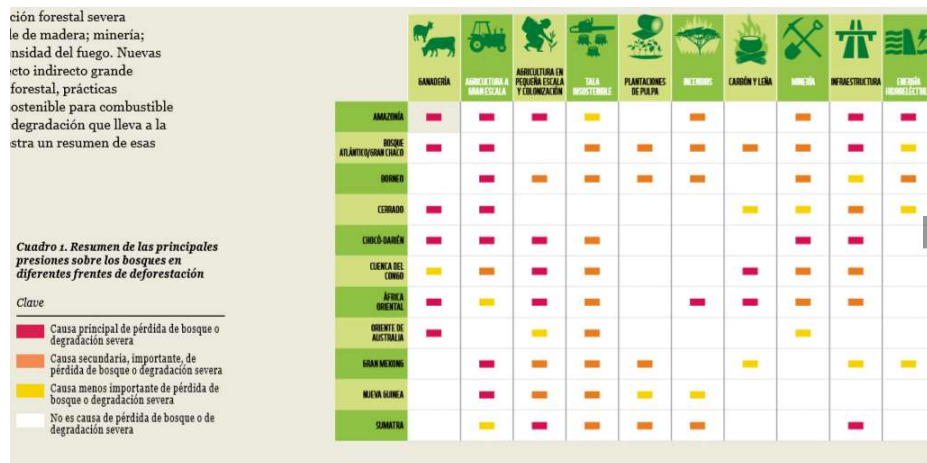 ción forestal severa
le de madera; minería;
nsidad del fuego. Nuevas
ecto indirecto grande
forestal, prácticas
ostenible para combustible
degradación que lleva a la
stra un resumen de esas
GANADERÍA
AGRICULTURA A
GRAN ESCALA
AGRICULTURA EN
PEQUEÑA ESCALA
Y COLONIZACIÓN
TALA
INSOSTENIBLE
PLANTACIONES
DE PULPA
INCENDIOS
CARBÓN Y LEÑA
MINERÍA
INFRAESTRUCTURA
ENERGÍA
HIDROELÉCTRIC
AMAZONÍA
BOSQUE
ATLÁNTICO/GRAN CHACO
BORNEO
CERRADO
CHOCÓ-DARIÉN
CUENCA DEL
CONGO
ÁFRICA
ORIENTAL
ORIENTE DE
AUSTRALIA
GRAN MEKONG
NUEVA GUINEA
SUMATRA
Cuadro 1. Resumen de las principales
presiones sobre los bosques en
diferentes frentes de deforestación
Clave
Causa principal de pérdida de bosque o
degradación severa
Causa secundaria, importante, de
pérdida de bosque o degradación severa
Causa menos importante de pérdida de
bosque o degradación severa
No es causa de pérdida de bosque o de
degradación severa